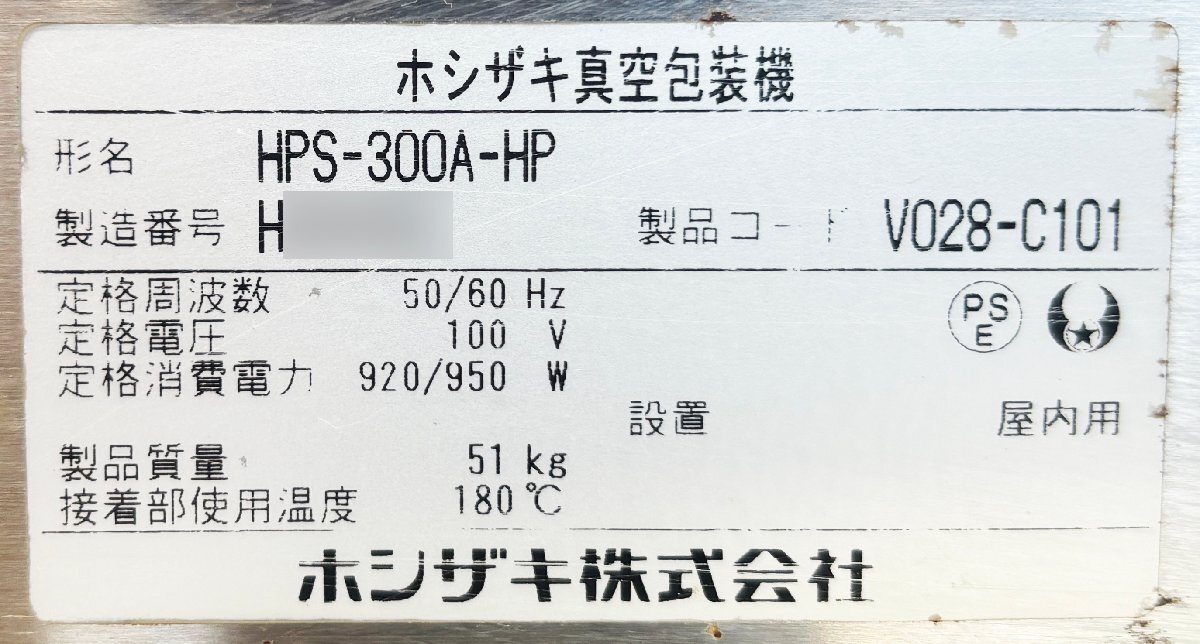 ホシザキ真空包装機
形名 HPS-300A-HP
製造番号 H 製品コード V028-C101
定格周波数 50/60 Hz
定格電圧 100 V
定格消費電力 920/950 W
PS
E
設置 屋内用
製品質量 51 kg
接着部使用温度 180 ℃
ホシザキ株式会社